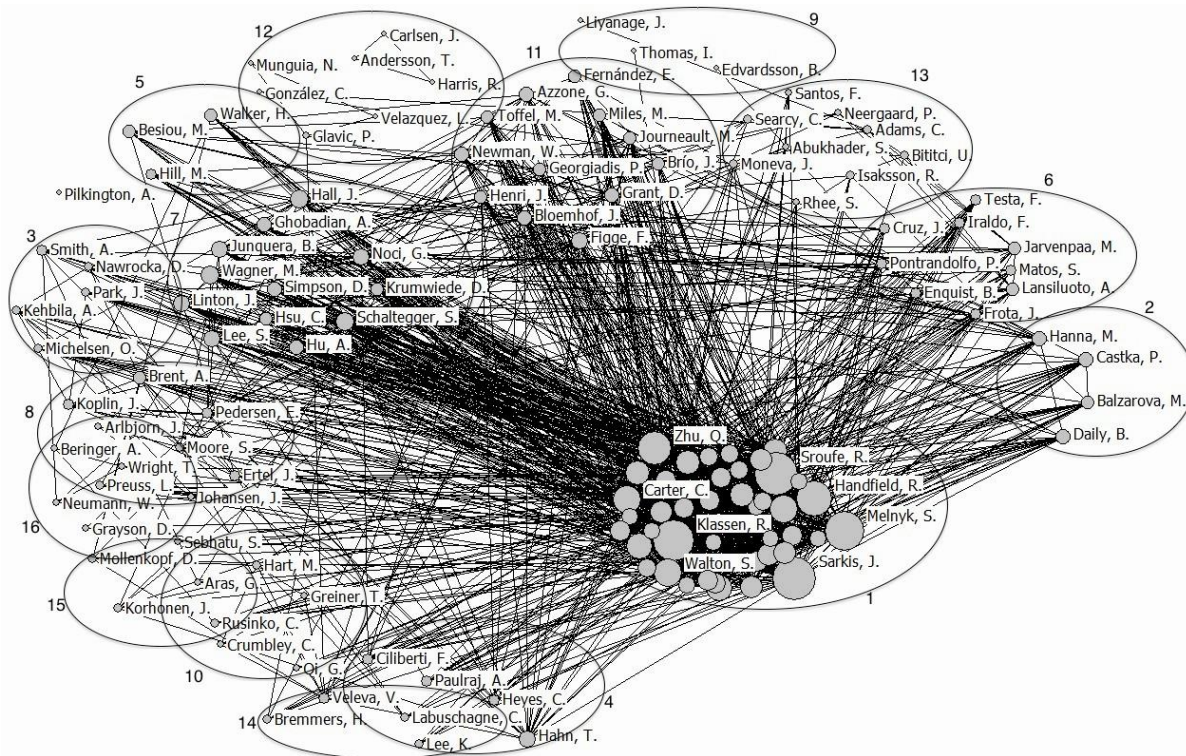 Liyanage, J.
9
12
Carlsen, J.
Thomas, I.
11
Andersson, T.
Munguia, N.
Edvardsson, B.
13
Fernández, E.
Harris, R.
5
González, C.
Azzone, G.
Santos, F.
Walker, H.
Velazquez, L.
Toffel, M.
Miles, M.
Searcy, C.
Neergaard, P.
Besiou, M.
Glavic, P.
Journeault, M.
Adams, C.
Newman, W.
Abukhader, S.
Bititci, U.
Hill, M.
Georgiadis, P.
Brío, J.
Moneva, J.
Isaksson, R.
Pilkington, A.
Hall, J.
Henri, J.
Grant, D.
Rhee, S.
6
Testa, F.
7
Ghobadian, A.
Bloemhof, J.
Cruz, J.
Iraldo, F.
3
Smith, A.
Junquera, B.
Noci, G.
Figge, F.
Jarvenpaa, M.
Nawrocka, D.
Wagner, M.
Pontrandolfo, P.
Matos, S.
Park, J.
Linton, J.
Simpson, D.
Krumwiede, D.
Enquist, B.
Lansiluoto, A.
Kehbila, A.
Hsu, C.
Schaltegger, S.
Frota, J.
2
Michelsen, O.
Lee, S.
Hu, A.
Hanna, M.
Castka, P.
Brent, A.
8
Koplin, J.
Pedersen, E.
Balzarova, M.
Arlbjorn, J.
Beringer, A.
Moore, S.
Zhu, Q.
Daily, B.
Wright, T.
Sroufe, R.
Preuss, L.
Ertel, J.
Carter, C.
Handfield, R.
Neumann, W.
Johansen, J.
16
Grayson, D.
Klassen, R.
Melnyk, S.
Sebhatu, S.
Mollenkopf, D.
Hart, M.
Walton, S.
Sarkis, J.
Aras, G.
1
15
Korhonen, J.
Greiner, T.
Rusinko, C.
Crumbley, C.
10
Qi, G.
Ciliberti, F.
Paulraj, A.
Veleva, V.
Heyes, C.
4
14
Bremmers, H.
Labuschagne, C.
Lee, K.
Hahn, T.